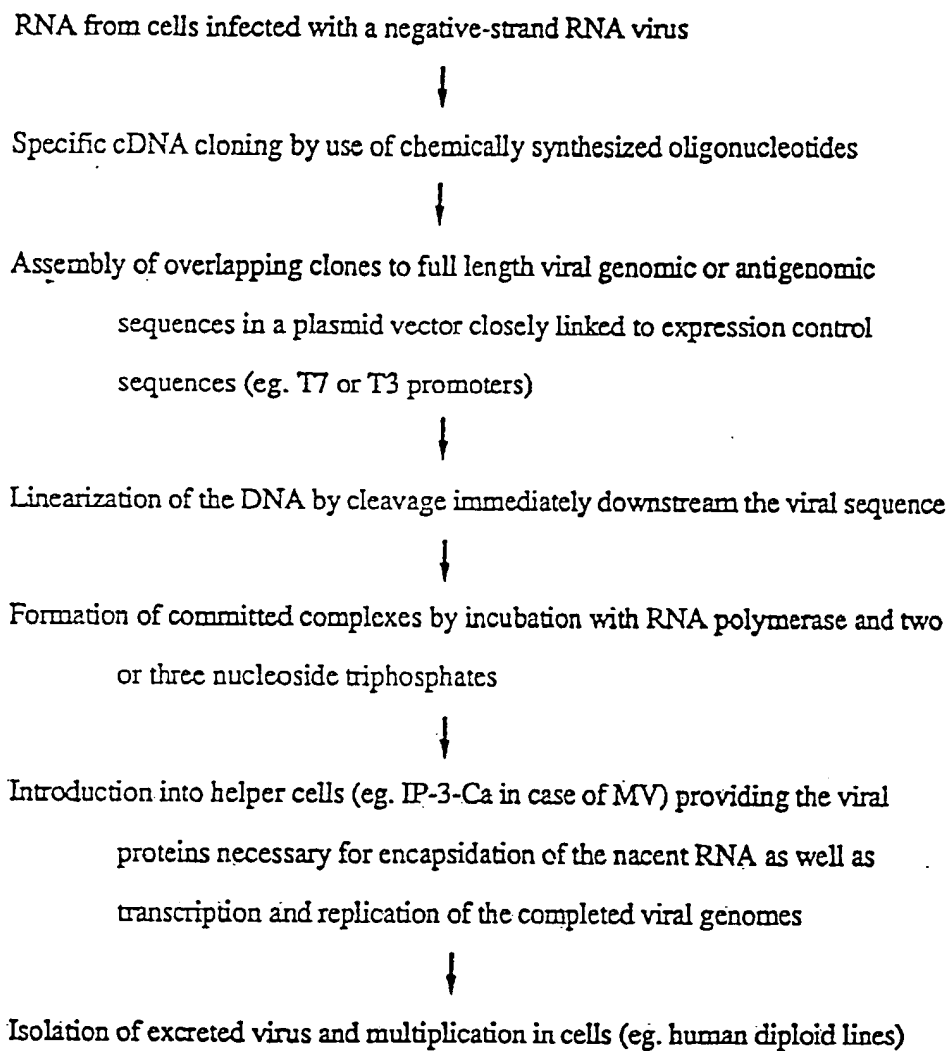 RNA from cells infected with a negative-strand RNA virus
Specific cDNA cloning by use of chemically synthesized oligonucleotides
Assembly of overlapping clones to full length viral genomic or antigenomic
sequences in a plasmid vector closely linked to expression control
sequences (eg. T7 or T3 promoters)
Linearization of the DNA by cleavage immediately downstream the viral sequence
Formation of committed complexes by incubation with RNA polymerase and two
or three nucleoside triphosphates
Introduction into helper cells (eg. IP-3-Ca in case of MV) providing the viral
proteins necessary for encapsidation of the nacent RNA as well as
transcription and replication of the completed viral genomes
Isolation of excreted virus and multiplication in cells (eg. human diploid lines)